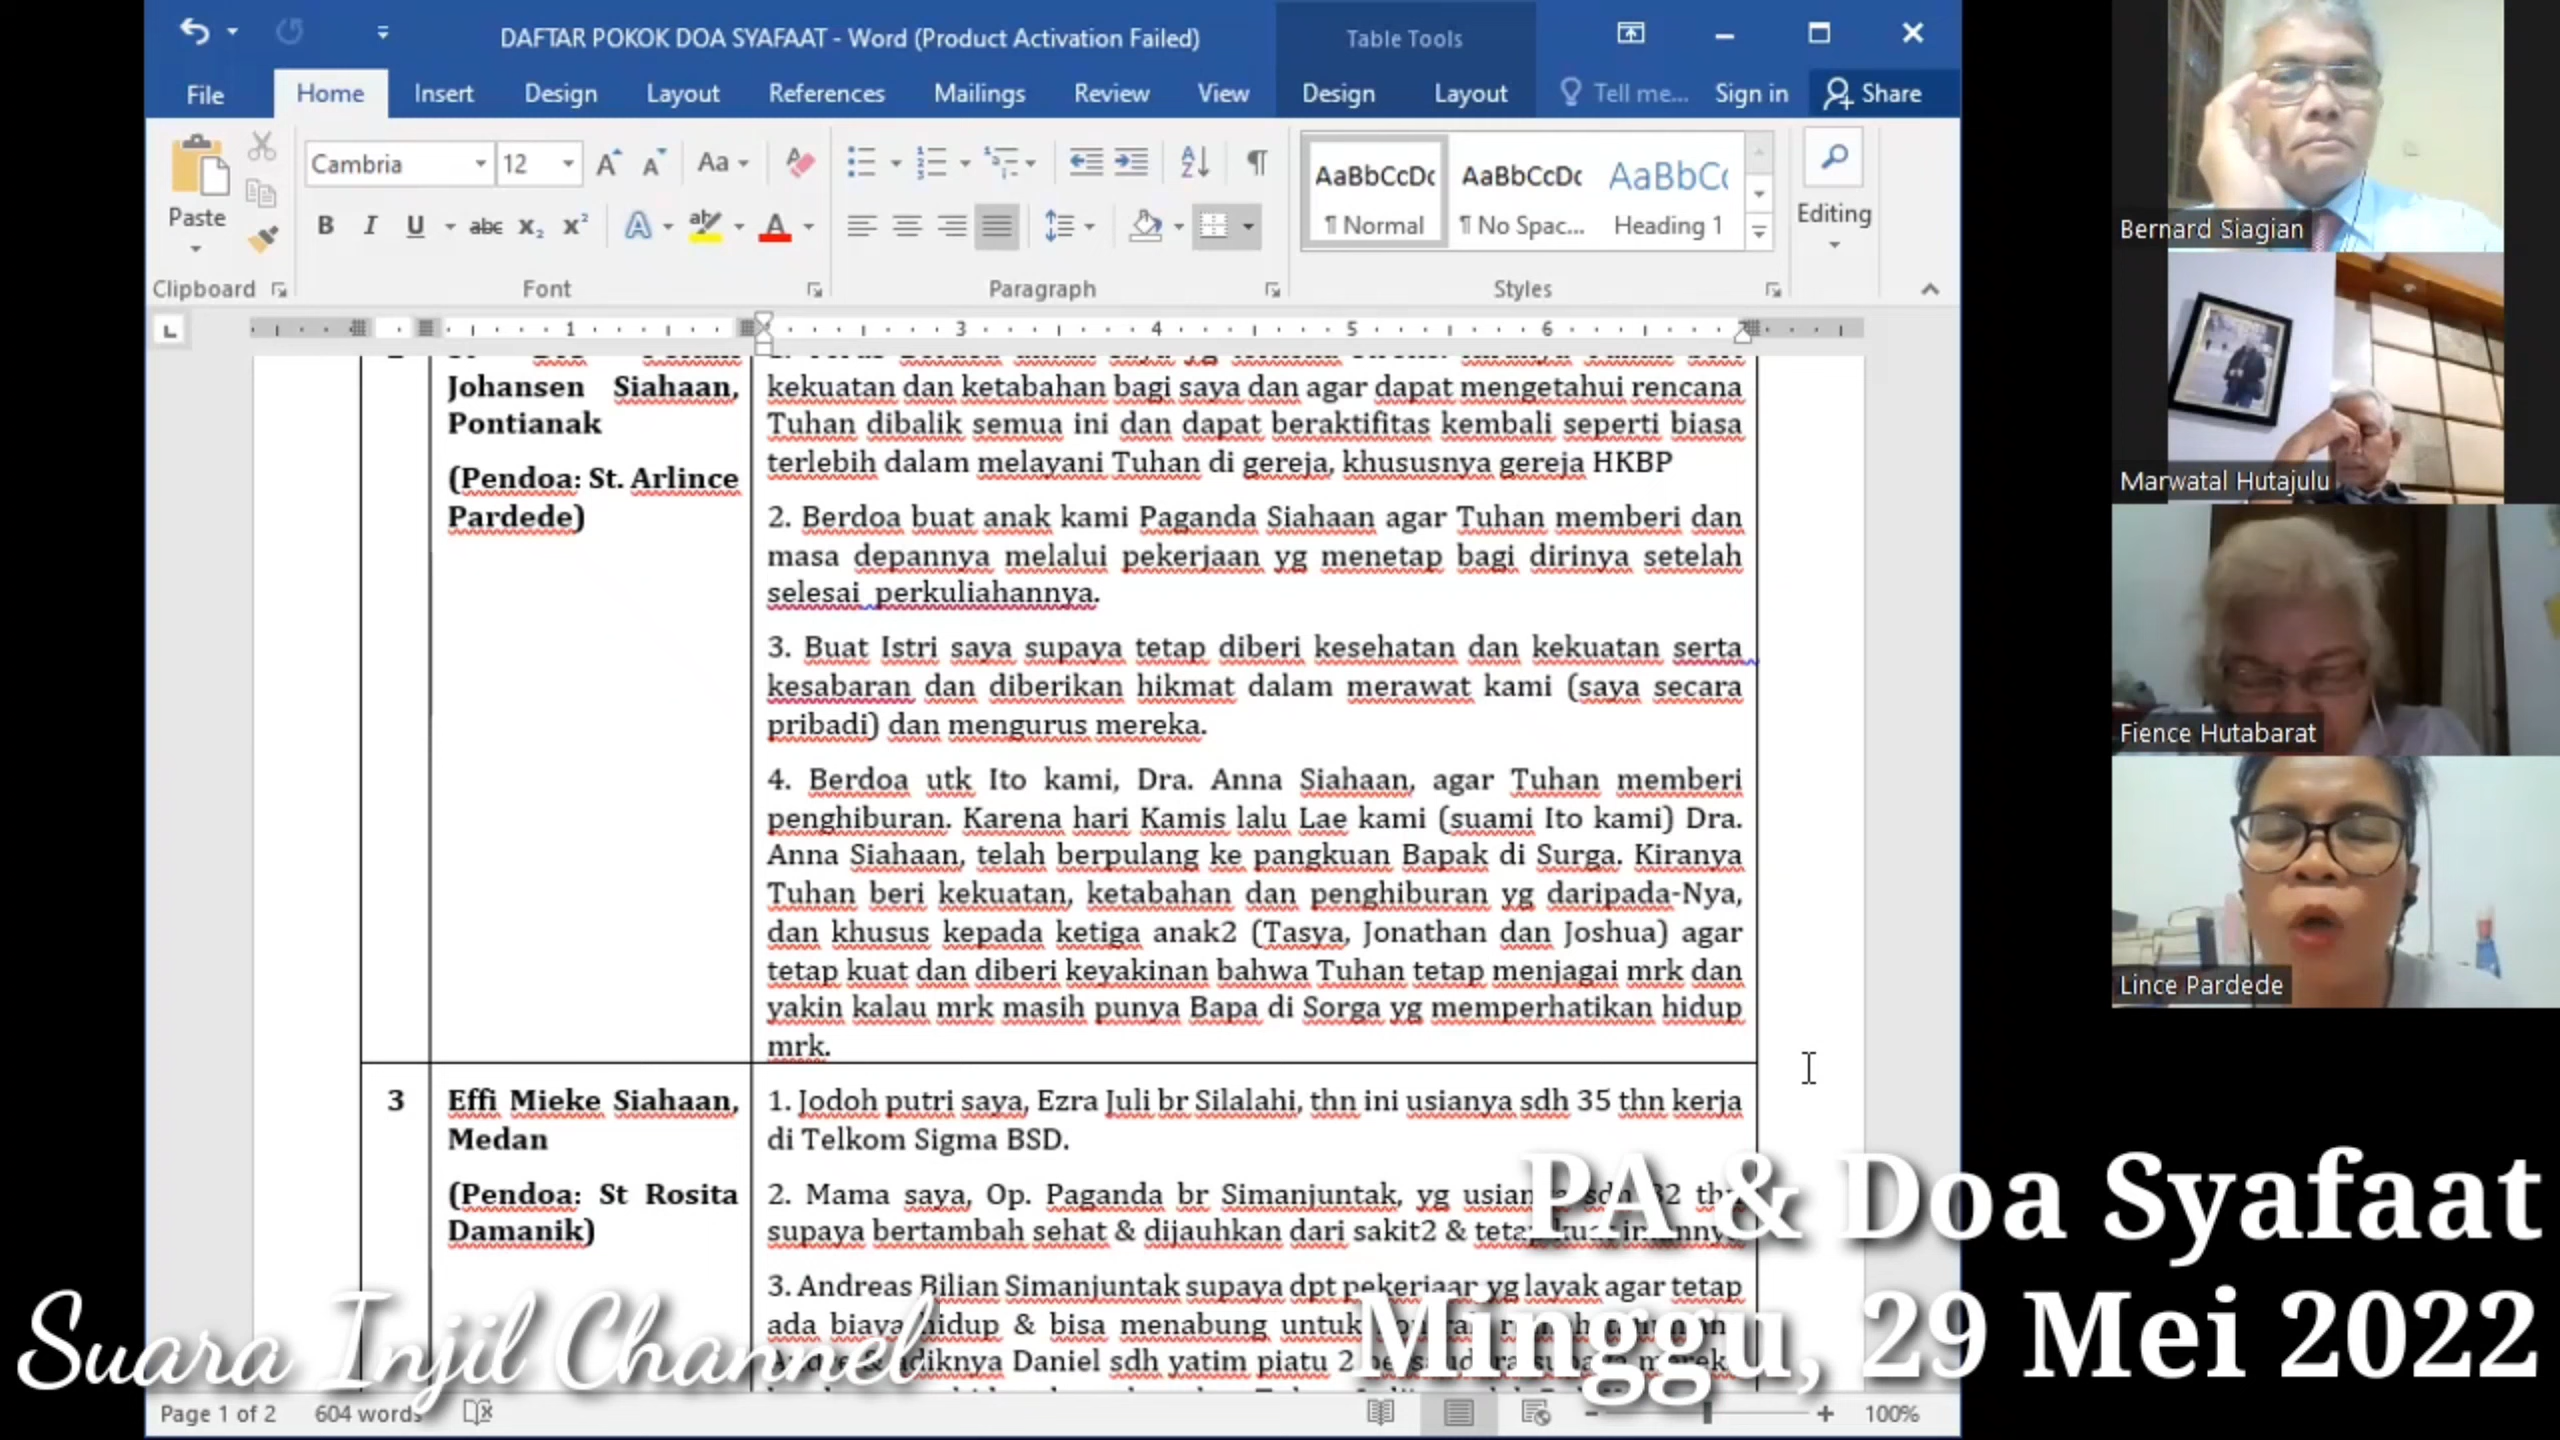 DAFTAR POKOK DOA SYAFAAT - Word (Product Activation Failed)
Table Tools
File Home Insert Design Layout References Mailings Review View Design Layout Tell me... Sign in Share
Paste
Cambria 12
Clipboard Font Paragraph Styles
AaBbCcDc AaBbCcDc AaBbCc
¶ Normal ¶ No Spac... Heading 1
Editing
1 3 4 5 6
Johansen Siahaan,
Pontianak
(Pendoa: St. Arlince
Pardede)
kekuatan dan ketabahan bagi saya dan agar dapat mengetahui rencana
Tuhan dibalik semua ini dan dapat beraktifitas kembali seperti biasa
terlebih dalam melayani Tuhan di gereja, khususnya gereja HKBP
2. Berdoa buat anak kami Paganda Siahaan agar Tuhan memberi dan
masa depannya melalui pekerjaan yg menetap bagi dirinya setelah
selesai perkuliahannya.
3. Buat Istri saya supaya tetap diberi kesehatan dan kekuatan serta
kesabaran dan diberikan hikmat dalam merawat kami (saya secara
pribadi) dan mengurus mereka.
4. Berdoa utk Ito kami, Dra. Anna Siahaan, agar Tuhan memberi
penghiburan. Karena hari Kamis lalu Lae kami (suami Ito kami) Dra.
Anna Siahaan, telah berpulang ke pangkuan Bapak di Surga. Kiranya
Tuhan beri kekuatan, ketabahan dan penghiburan yg daripada-Nya,
dan khusus kepada ketiga anak2 (Tasya, Jonathan dan Joshua) agar
tetap kuat dan diberi keyakinan bahwa Tuhan tetap menjagai mrk dan
yakin kalau mrk masih punya Bapa di Sorga yg memperhatikan hidup
mrk.
3
Effi Mieke Siahaan,
Medan
(Pendoa: St Rosita
Damanik)
1. Jodoh putri saya, Ezra Juli br Silalahi, thn ini usianya sdh 35 thn kerja
di Telkom Sigma BSD.
2. Mama saya, Op. Paganda br Simanjuntak, yg
supaya bertambah sehat & dijauhkan dari sakit2 &
3. Andreas Bilian Simanjuntak supaya dpt pekerjaan yg layak agar tetap
ada biaya hidup & bisa menabung untuk
Daniel sdh yatim piatu 2
Page 1 of 2 604 words 100%
Bernard Siagian
Marwatal Hutajulu
Fience Hutabarat
Lince Pardede
PA & Doa Syafaat
Minggu, 29 Mei 2022
Suara Injil Channel